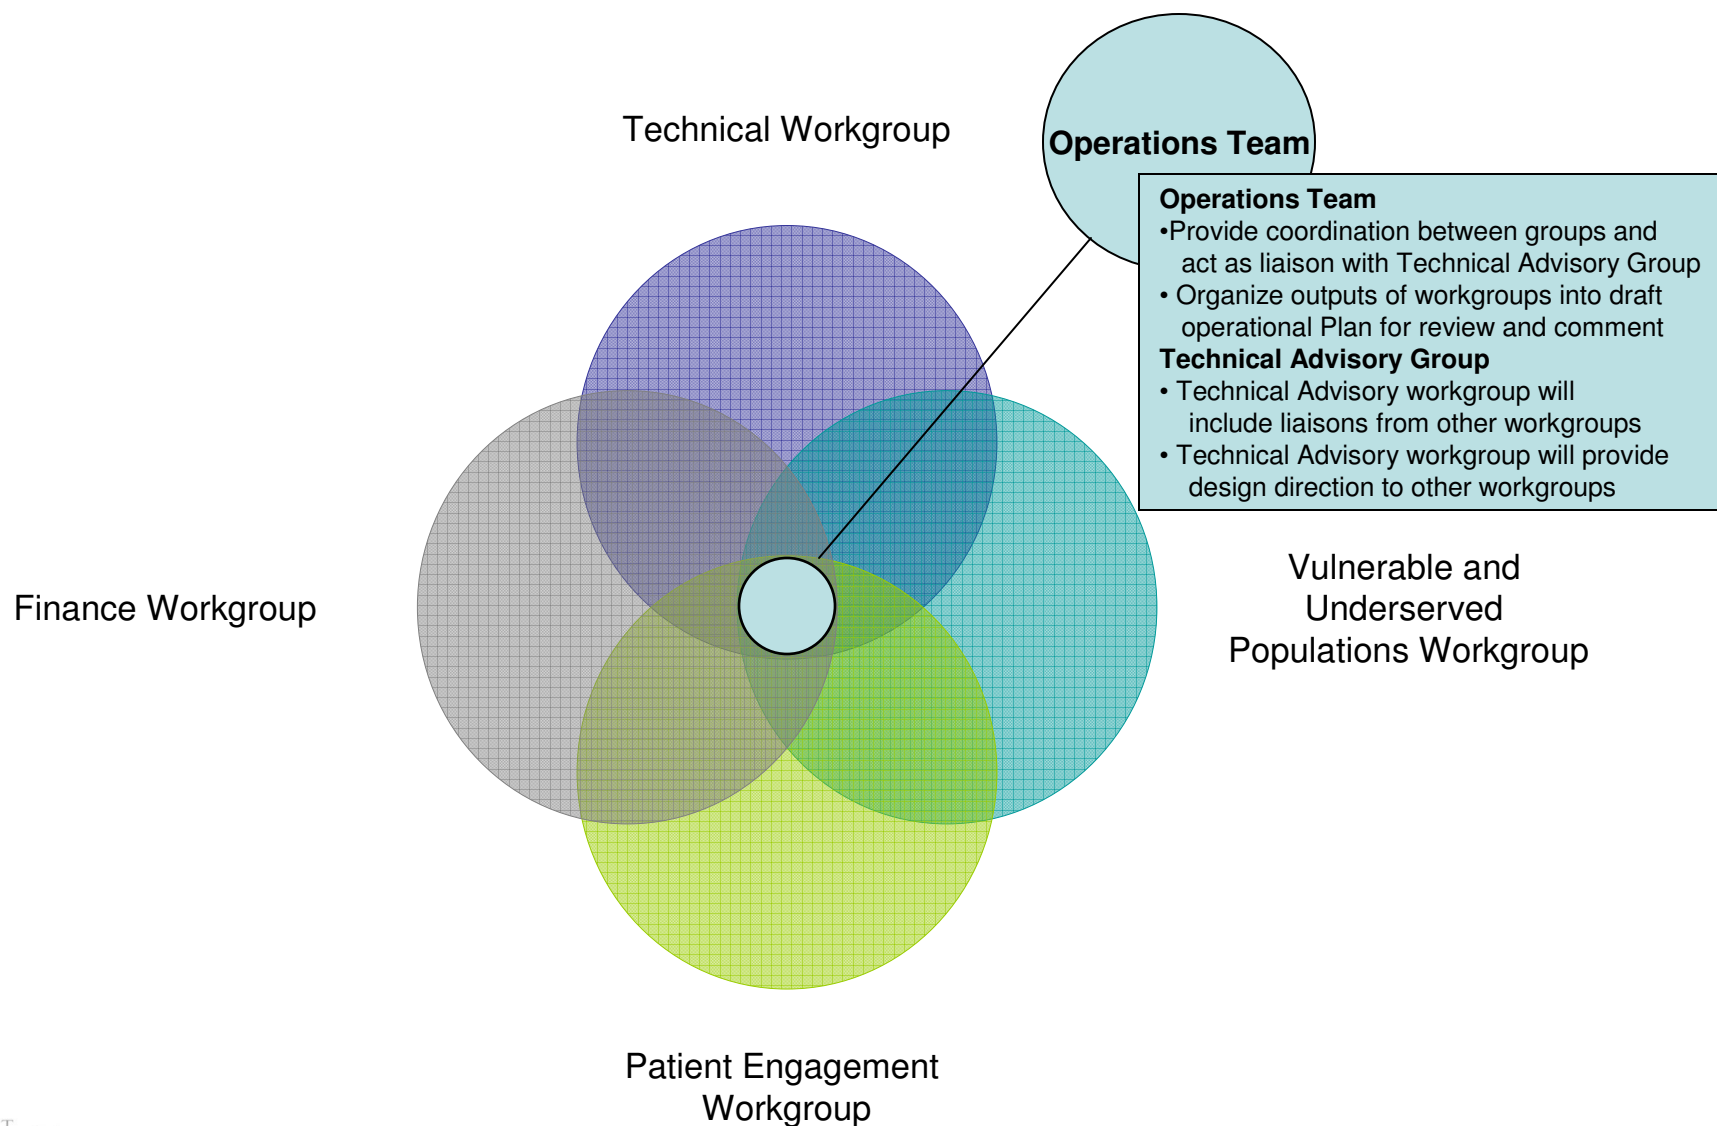 Technical Workgroup
Operations Team
Operations Team
•Provide coordination between groups and
act as liaison with Technical Advisory Group
• Organize outputs of workgroups into draft
operational Plan for review and comment
Technical Advisory Group
• Technical Advisory workgroup will
include liaisons from other workgroups
• Technical Advisory workgroup will provide
design direction to other workgroups
Finance Workgroup
Vulnerable and
Underserved
Populations Workgroup
Patient Engagement
Workgroup
T